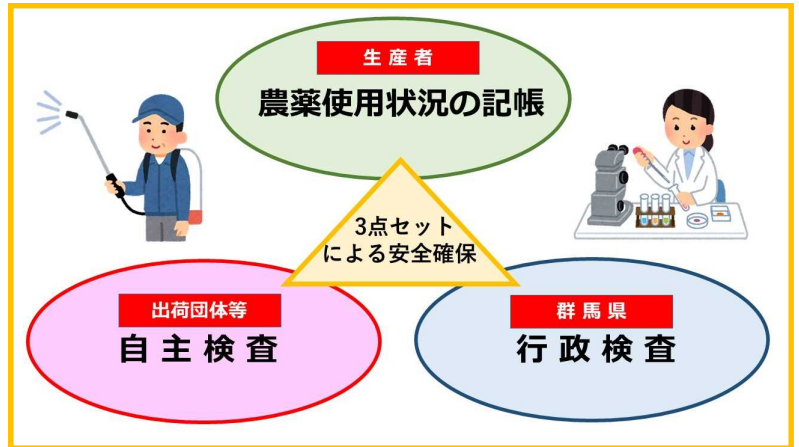 生産者
農薬使用状況の記帳
3点セット
による安全確保
出荷団体等
自主検査
群馬県
行政検査